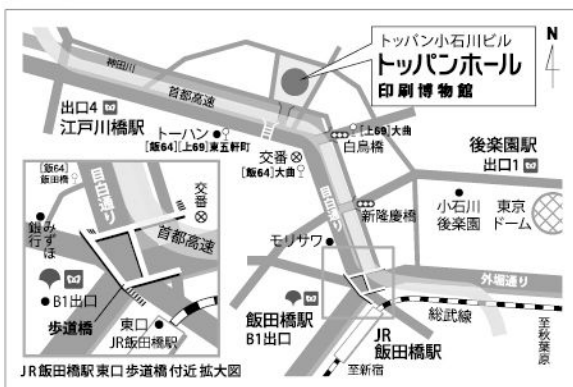 トッパン小石川ビル
トッパンホール
印刷博物館
N
神田川
首都高速
出口4
江戸川橋駅
トーハン
[飯64][上69]東五軒町
交番
[飯64]大曲
[上69]大曲
白鳥橋
後楽園駅
出口1
目白通り
新隆慶橋
小石川
後楽園
東京
ドーム
モリサワ
外堀通り
飯田橋駅
B1出口
JR
飯田橋駅
総武線
至秋葉原
至新宿
[飯64]
飯田橋
目白通り
交番
みずほ
銀行
首都高速
B1出口
歩道橋
東口
JR飯田橋駅
JR飯田橋駅東口歩道橋付近拡大図